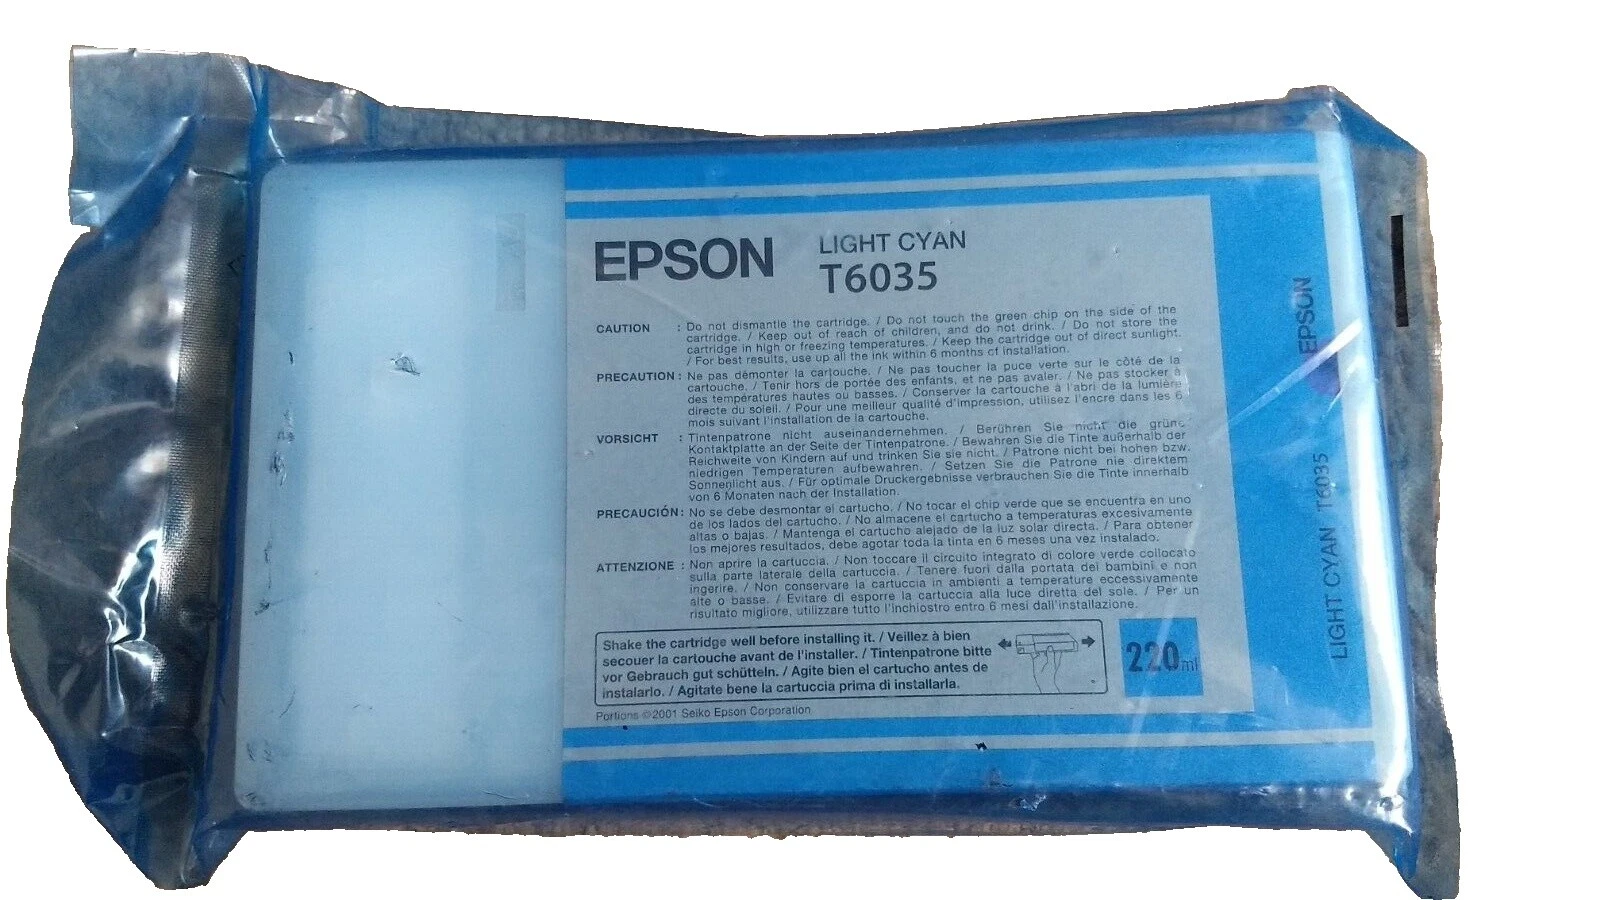 EPSON
LIGHT CYAN
T6035
CAUTION : Do not dismantle the cartridge. / Do not touch the green chip on the side of the
cartridge. / Keep out of reach of children, and do not drink. / Do not store the
cartridge in high or freezing temperatures. / Keep the cartridge out of direct sunlight.
/ For best results, use up all the ink within 6 months of installation.
PRECAUTION : Ne pas démonter la cartouche. / Ne pas toucher la puce verte sur le côté de la
cartouche. / Tenir hors de portée des enfants, et ne pas avaler. / Ne pas stocker à
des températures hautes ou basses. / Conserver la cartouche à l'abri de la lumière
directe du soleil. / Pour une meilleur qualité d'impression, utilisez l'encre dans les 6
mois suivant l'installation de la cartouche.
VORSICHT : Tintenpatrone nicht auseinandernehmen. / Berühren Sie nicht die grüne
Kontaktplatte an der Seite der Tintenpatrone. / Bewahren Sie die Tinte außerhalb der
Reichweite von Kindern auf und trinken Sie sie nicht. / Patrone nicht bei hohen bzw.
niedrigen Temperaturen aufbewahren. / Setzen Sie die Patrone nie direktem
Sonnenlicht aus. / Für optimale Druckergebnisse verbrauchen Sie die Tinte innerhalb
von 6 Monaten nach der Installation.
PRECAUCIÓN : No se debe desmontar el cartucho. / No tocar el chip verde que se encuentra en uno
de los lados del cartucho. / No almacene el cartucho a temperaturas excesivamente
altas o bajas. / Mantenga el cartucho alejado de la luz solar directa. / Para obtener
los mejores resultados, debe agotar toda la tinta en 6 meses una vez instalado.
ATTENZIONE : Non aprire la cartuccia. / Non toccare il circuito integrato di colore verde collocato
sulla parte laterale della cartuccia. / Tenere fuori dalla portata dei bambini e non
ingerire. / Non conservare la cartuccia in ambienti a temperature eccessivamente
alte o basse. / Evitare di esporre la cartuccia alla luce diretta del sole. / Per un
risultato migliore, utilizzare tutto l'inchiostro entro 6 mesi dall'installazione.
Shake the cartridge well before installing it. / Veillez à bien
secouer la cartouche avant de l'installer. / Tintenpatrone bitte
vor Gebrauch gut schütteln. / Agite bien el cartucho antes de
instalarlo. / Agitate bene la cartuccia prima di installarla.
220ml
Portions ©2001 Seiko Epson Corporation
LIGHT CYAN T6035 EPSON